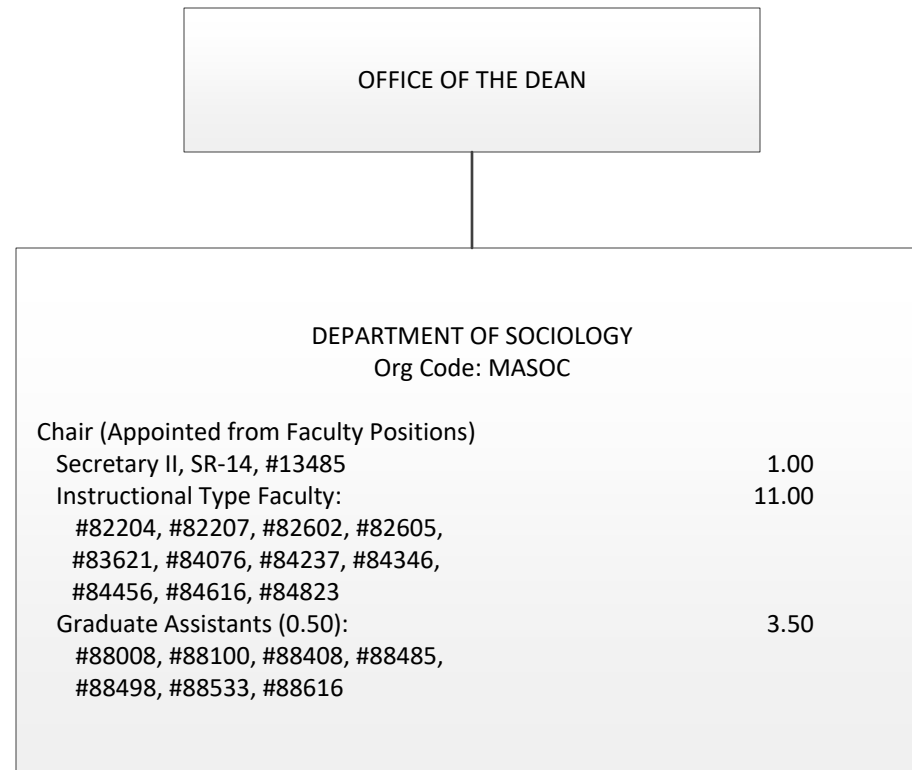 OFFICE OF THE DEAN
DEPARTMENT OF SOCIOLOGY
Org Code: MASOC
Chair (Appointed from Faculty Positions)
Secretary II, SR-14, #13485 1.00
Instructional Type Faculty: 11.00
#82204, #82207, #82602, #82605,
#83621, #84076, #84237, #84346,
#84456, #84616, #84823
Graduate Assistants (0.50): 3.50
#88008, #88100, #88408, #88485,
#88498, #88533, #88616